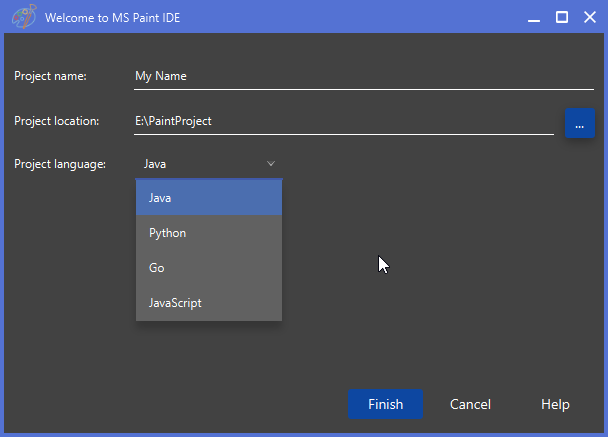 Welcome to MS Paint IDE
Project name: My Name
Project location: E:\PaintProject ...
Project language: Java
Java
Python
Go
JavaScript
Finish Cancel Help